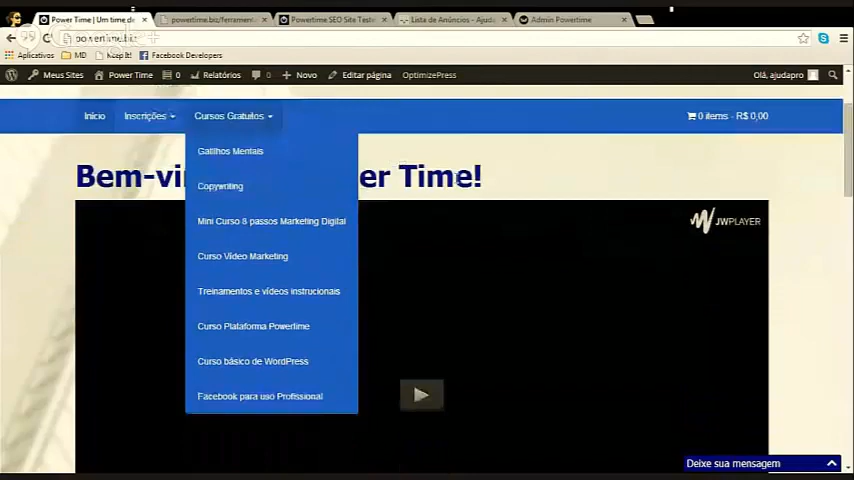 Power Time | Um time de
powertime.biz/ferrament
Powertime SEO Site Teste
Lista de Anúncios - Ajuda
Admin Powertime
powertime.biz
Aplicativos
MD
Keep It!
Facebook Developers
Meus Sites
Power Time
0
Relatórios
0
Novo
Editar página
OptimizePress
Olá, ajudapro
Início
Inscrições
Cursos Gratuitos
0 items - R$ 0,00
Gatilhos Mentais
Bem-vi
er Time!
Copywriting
JWPLAYER
Mini Curso 8 passos Marketing Digital
Curso Vídeo Marketing
Treinamentos e vídeos instrucionais
Curso Plataforma Powertime
Curso básico de WordPress
Facebook para uso Profissional
Deixe sua mensagem